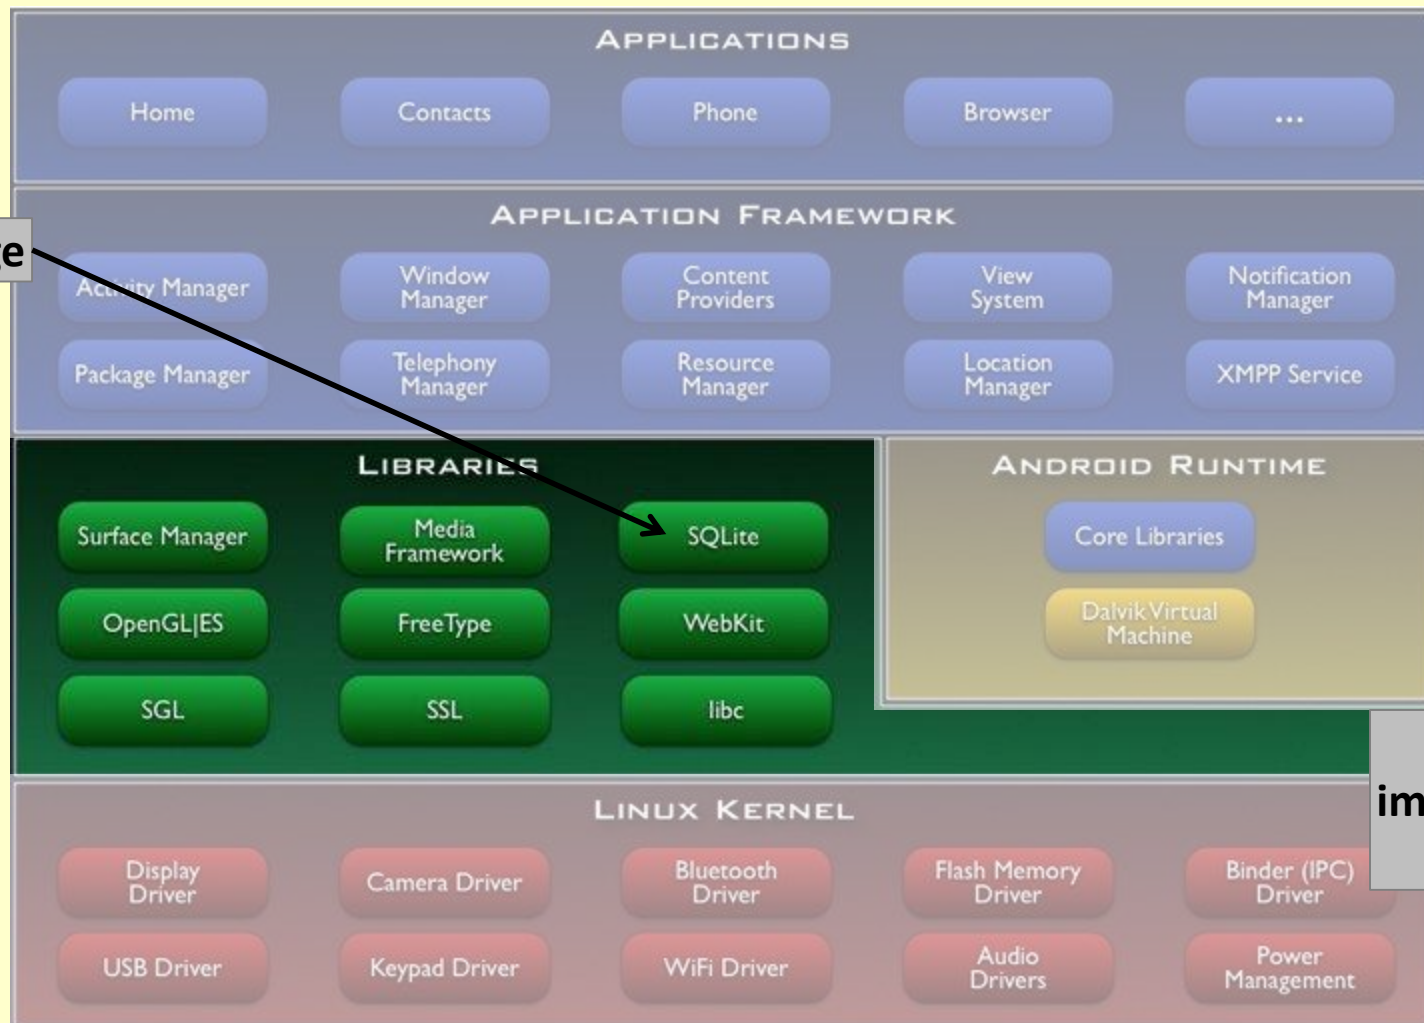 APPLICATIONS
Home
Contacts
Phone
Browser
...
APPLICATION FRAMEWORK
Activity Manager
Window
Manager
Content
Providers
View
System
Notification
Manager
Package Manager
Telephony
Manager
Resource
Manager
Location
Manager
XMPP Service
LIBRARIES
Surface Manager
Media
Framework
SQLite
OpenGL|ES
FreeType
WebKit
SGL
SSL
libc
ANDROID RUNTIME
Core Libraries
Dalvik Virtual
Machine
LINUX KERNEL
Display
Driver
Camera Driver
Bluetooth
Driver
Flash Memory
Driver
Binder (IPC)
Driver
USB Driver
Keypad Driver
WiFi Driver
Audio
Drivers
Power
Management